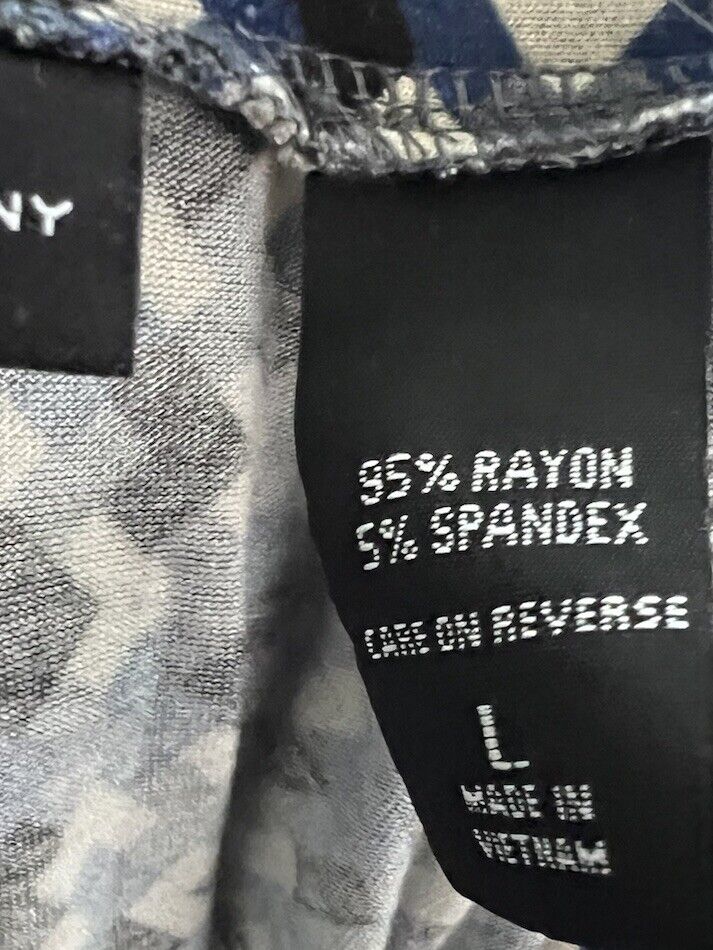 NY
95% RAYON
5% SPANDEX
CARE ON REVERSE
L
MADE IN
VIETNAM